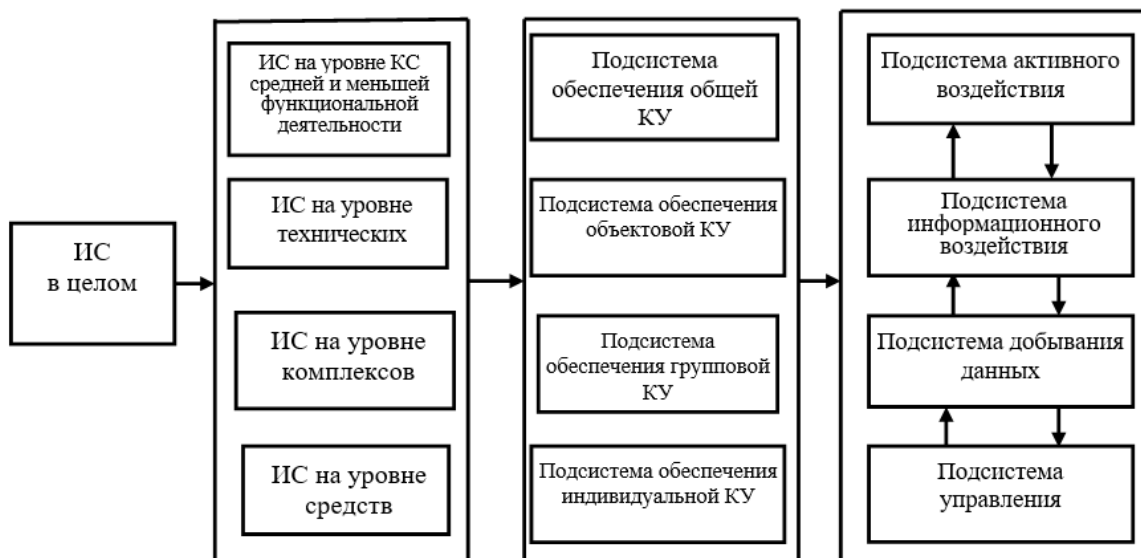 ИС
в целом
ИС на уровне КС
средней и меньшей
функциональной
деятельности
ИС на уровне
технических
ИС на уровне
комплексов
ИС на уровне
средств
Подсистема
обеспечения общей
КУ
Подсистема обеспечения
объектовой КУ
Подсистема
обеспечения групповой
КУ
Подсистема обеспечения
индивидуальной КУ
Подсистема активного
воздействия
Подсистема
информационного
воздействия
Подсистема добывания
данных
Подсистема
управления